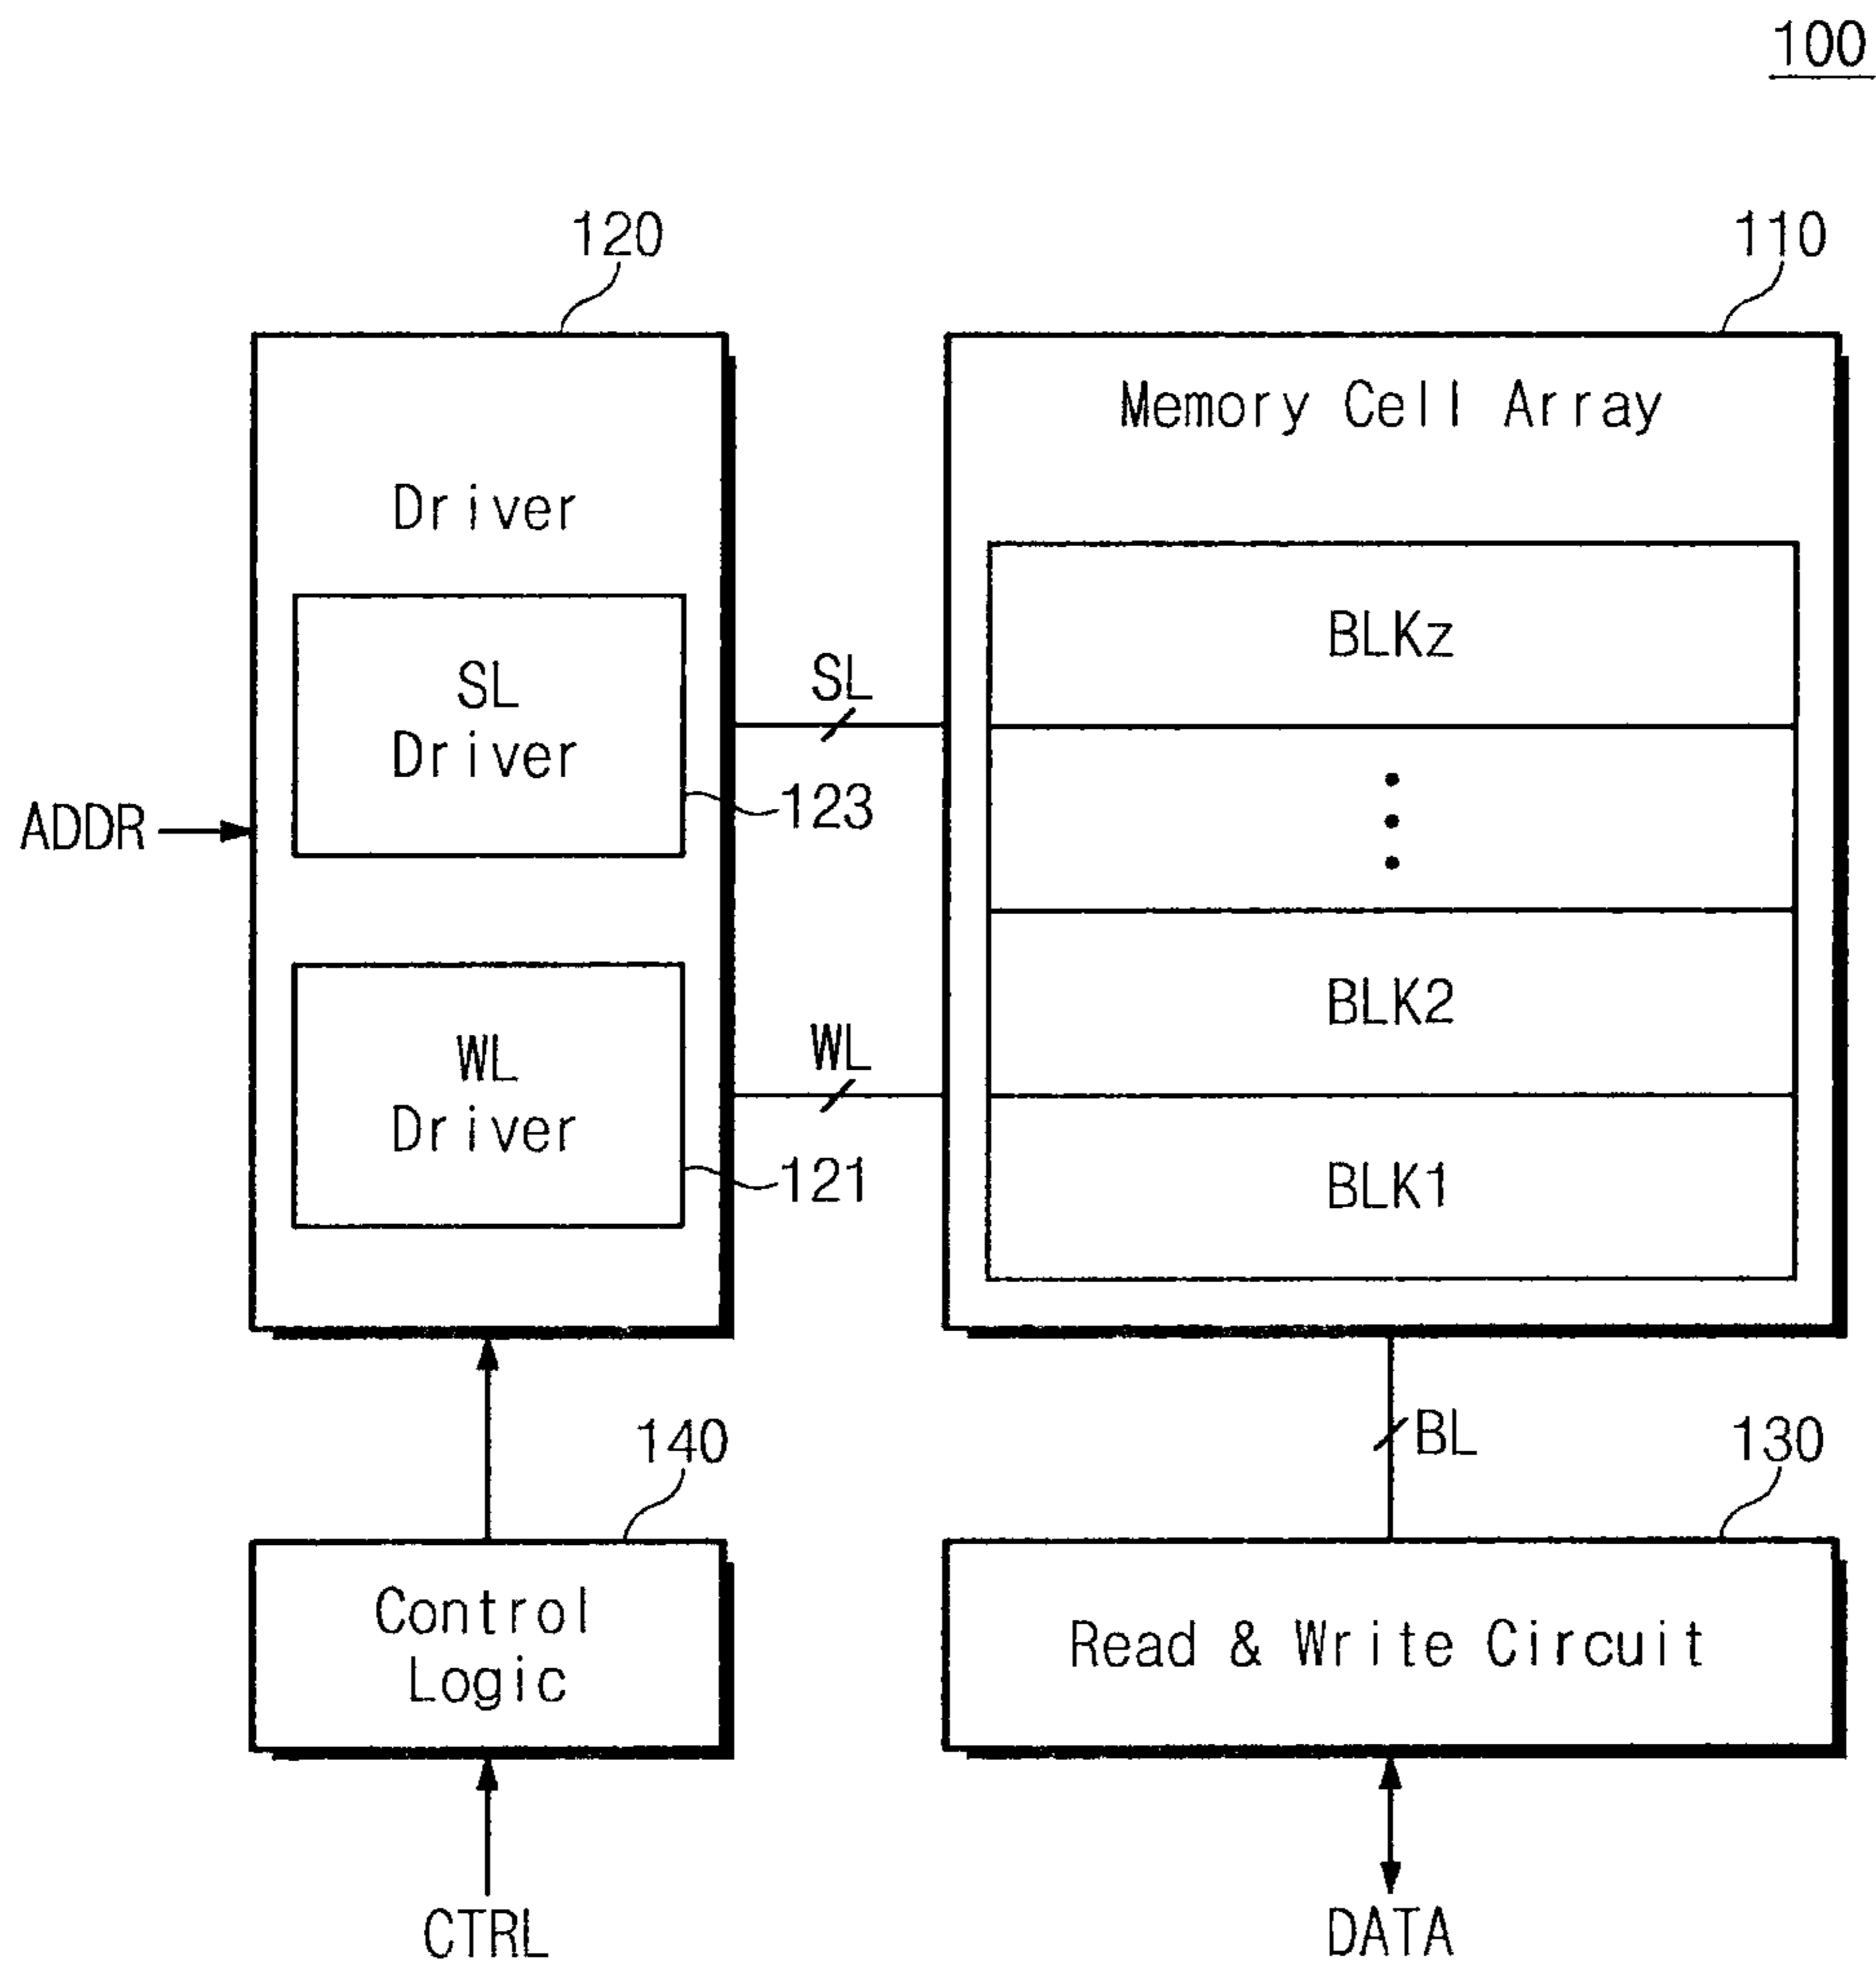 100
120
110
Memory Cell Array
Driver
BLKz
SL
Driver
SL
123
ADDR
BLK2
WL
Driver
WL
121
BLK1
140
BL
130
Control
Logic
Read & Write Circuit
CTRL
DATA